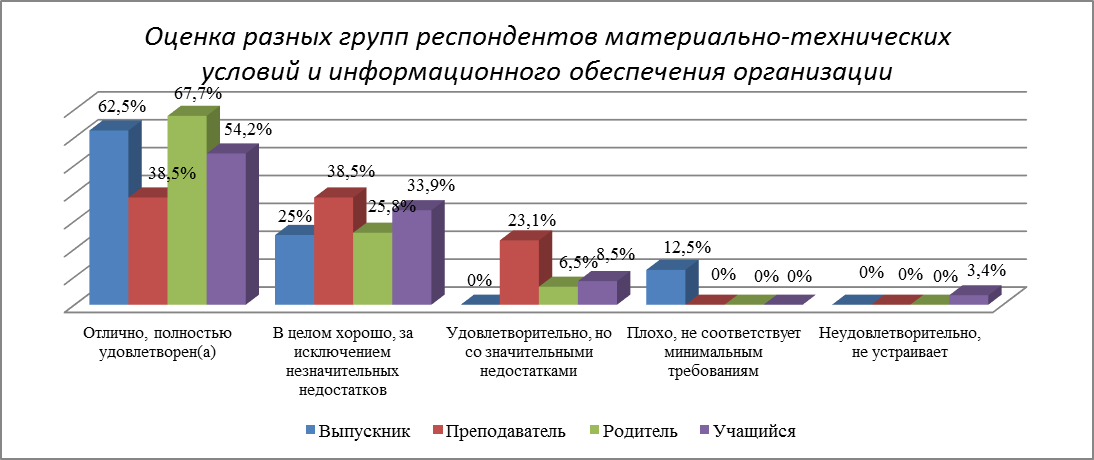 Оценка разных групп респондентов материально-технических
условий и информационного обеспечения организации
62,5%
38,5%
67,7%
54,2%
25%
38,5%
25,8%
33,9%
0%
23,1%
6,5%
8,5%
12,5%
0%
0%
0%
0%
0%
0%
3,4%
Отлично, полностью
удовлетворен(а)
В целом хорошо, за
исключением
незначительных
недостатков
Удовлетворительно, но
со значительными
недостатками
Плохо, не соответствует
минимальным
требованиям
Неудовлетворительно,
не устраивает
Выпускник Преподаватель Родитель Учащийся